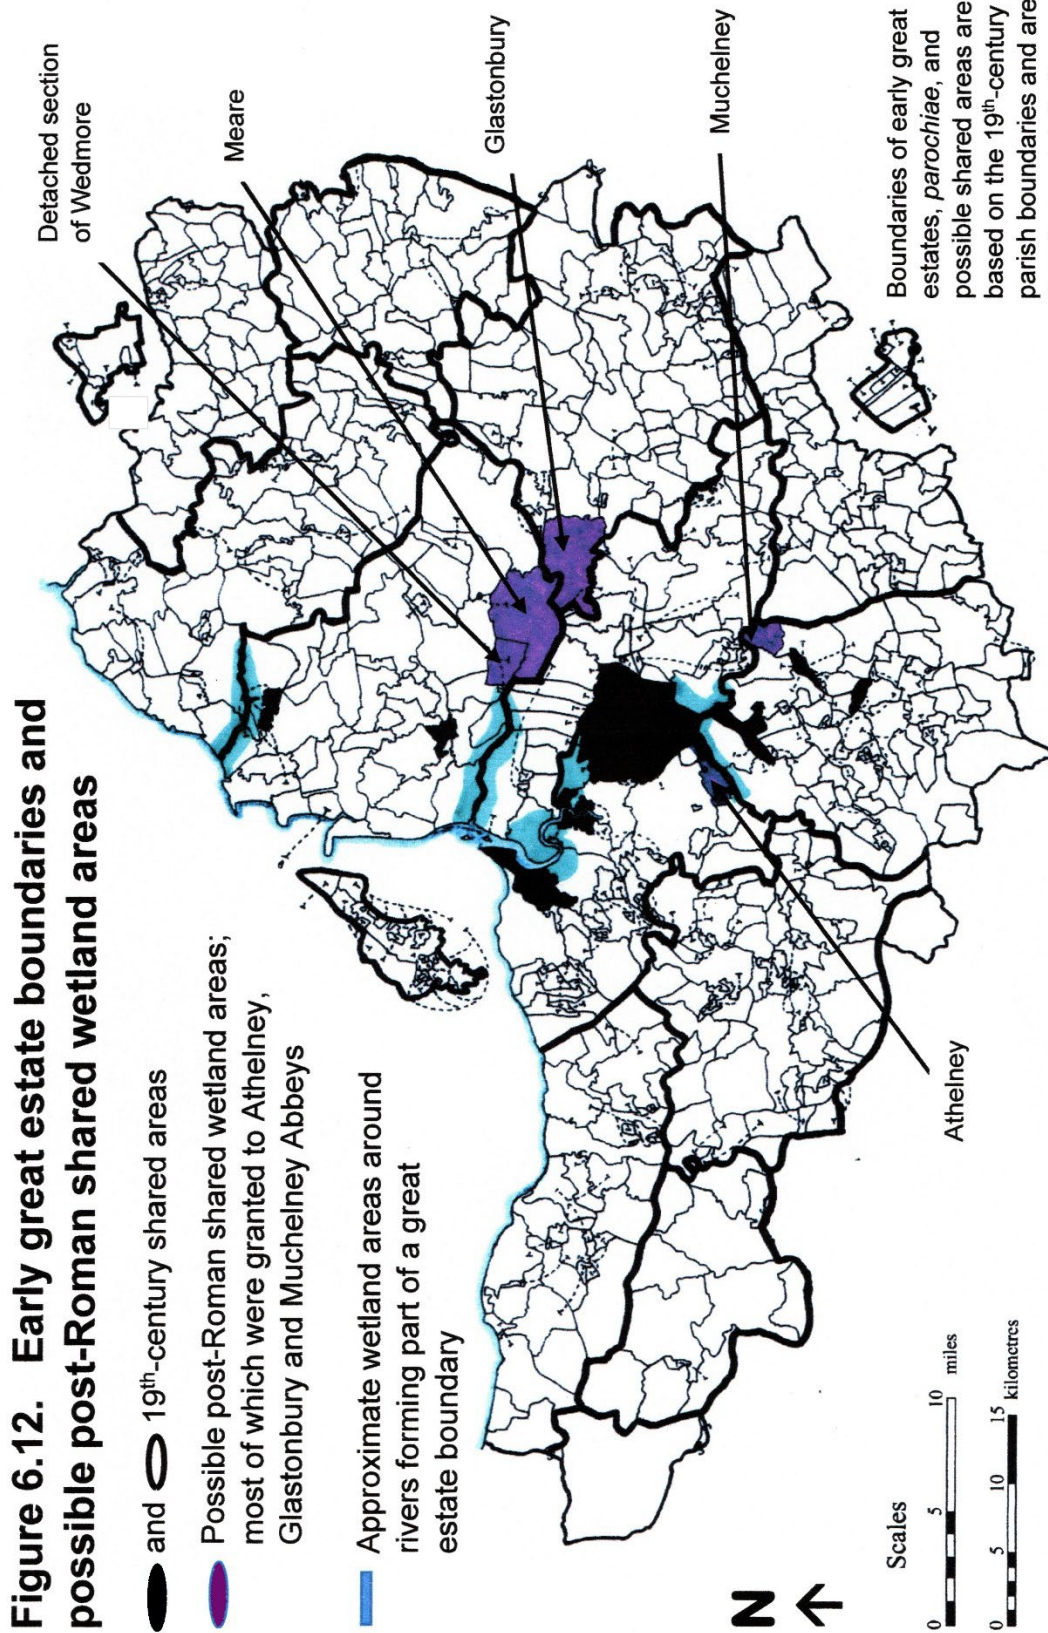 Figure 6.12. Early great estate boundaries and
possible post-Roman shared wetland areas
and 19th-century shared areas
Possible post-Roman shared wetland areas;
most of which were granted to Athelney,
Glastonbury and Muchelney Abbeys
Approximate wetland areas around
rivers forming part of a great
estate boundary
Detached section
of Wedmore
Meare
Glastonbury
Muchelney
Athelney
N
Scales
0 5 10
miles
0 5 10 15
kilometres
Boundaries of early great
estates, parochiae, and
possible shared areas are
based on the 19th-century
parish boundaries and are